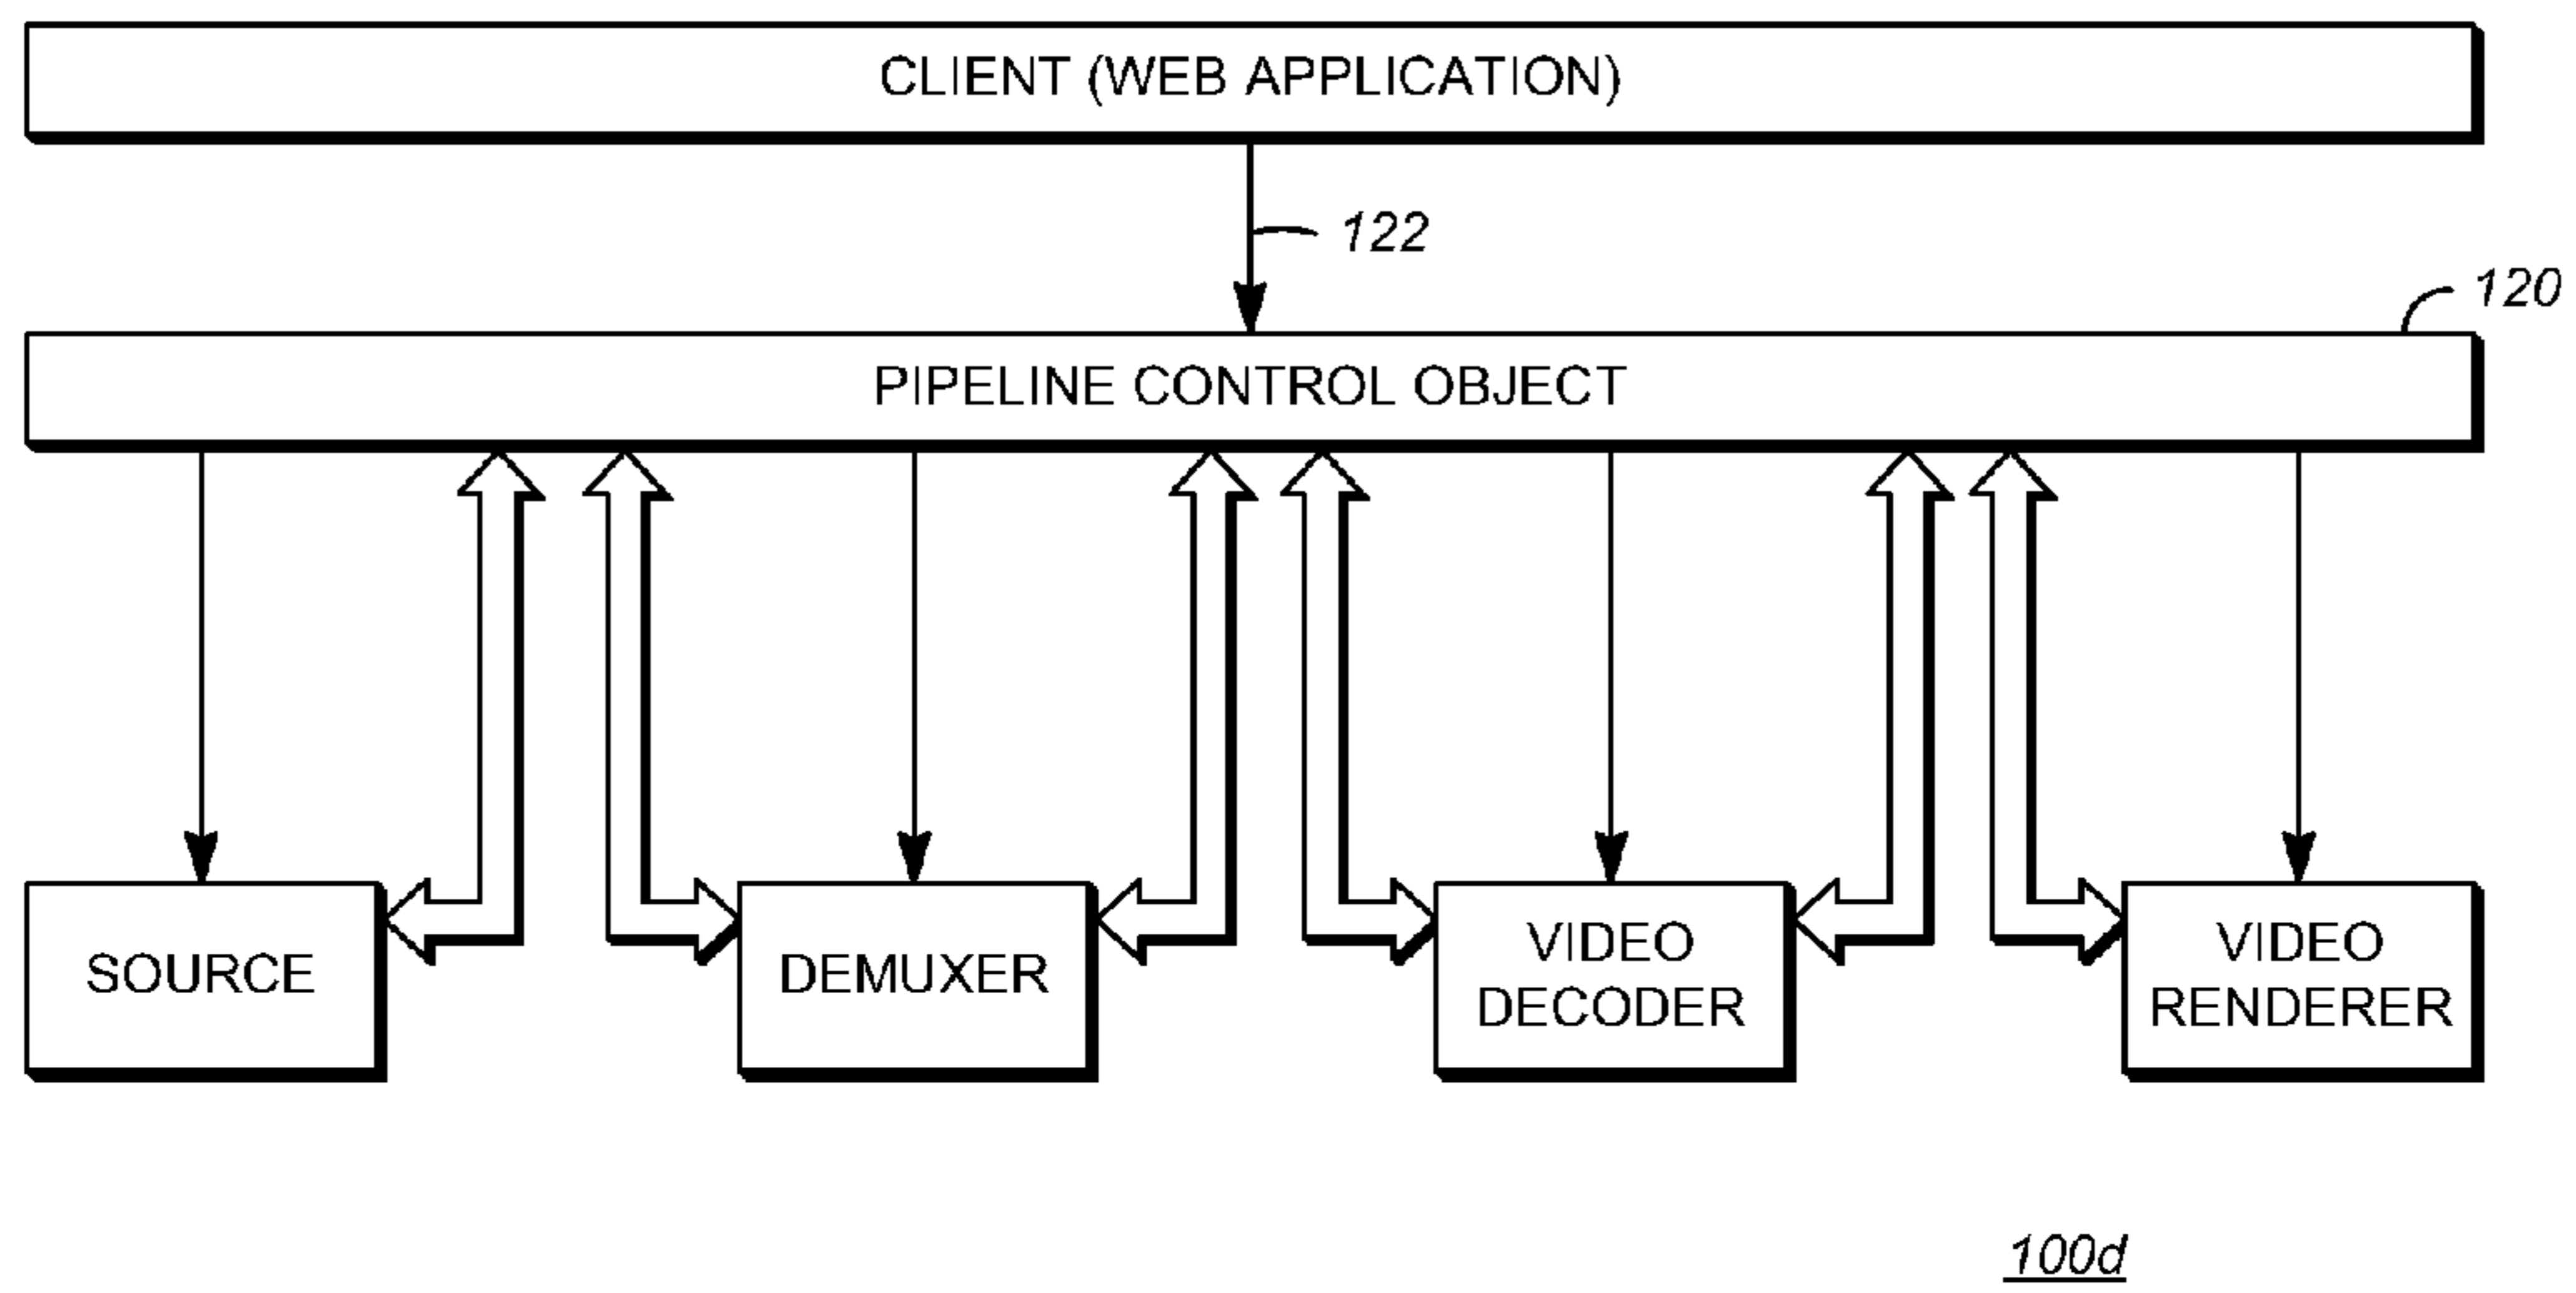 CLIENT (WEB APPLICATION)
122
120
PIPELINE CONTROL OBJECT
SOURCE
DEMUXER
VIDEO
DECODER
VIDEO
RENDERER
100d